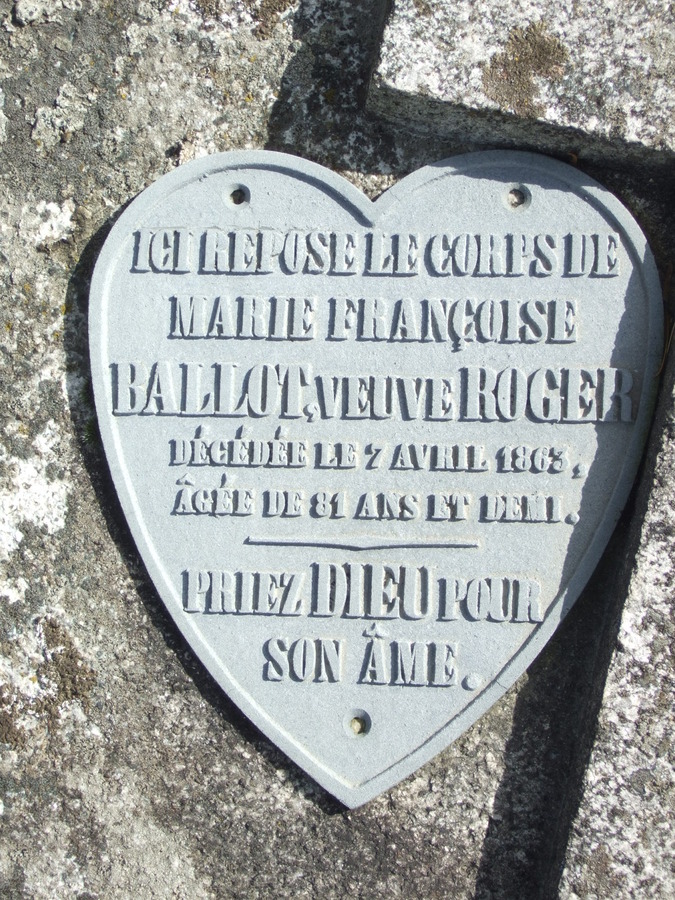 ICI REPOSE LE CORPS DE
MARIE FRANÇOISE
BALLOT, VEUVE ROGER
DÉCÉDÉE LE 7 AVRIL 1863,
ÂGÉE DE 81 ANS ET DEMI.
PRIEZ DIEU POUR
SON ÂME.